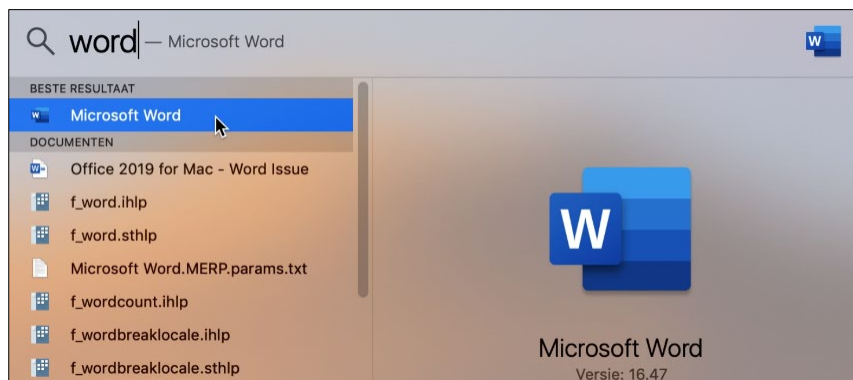 word — Microsoft Word
W
BESTE RESULTAAT
Microsoft Word
DOCUMENTEN
Office 2019 for Mac - Word Issue
f_word.ihlp
f_word.sthlp
Microsoft Word.MERP.params.txt
f_wordcount.ihlp
f_wordbreaklocale.ihlp
f_wordbreaklocale.sthlp
W
Microsoft Word
Versie: 16.47